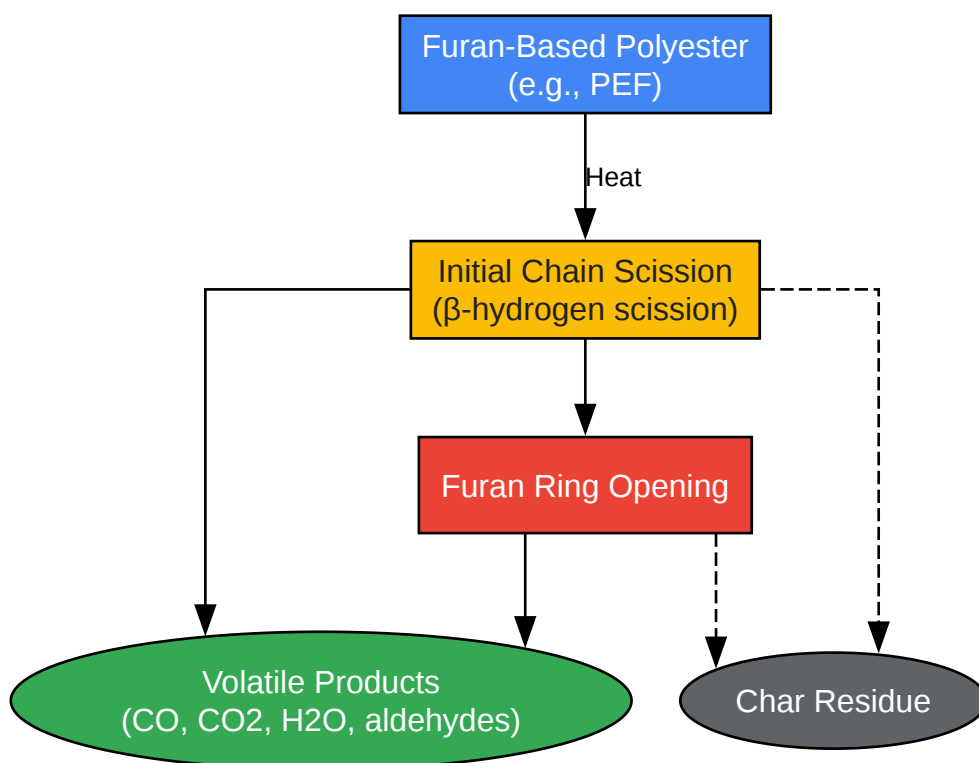 Furan-Based Polyester
(e.g., PEF)
Heat
Initial Chain Scission
(β-hydrogen scission)
Furan Ring Opening
Volatile Products
(CO, CO2, H2O, aldehydes)
Char Residue